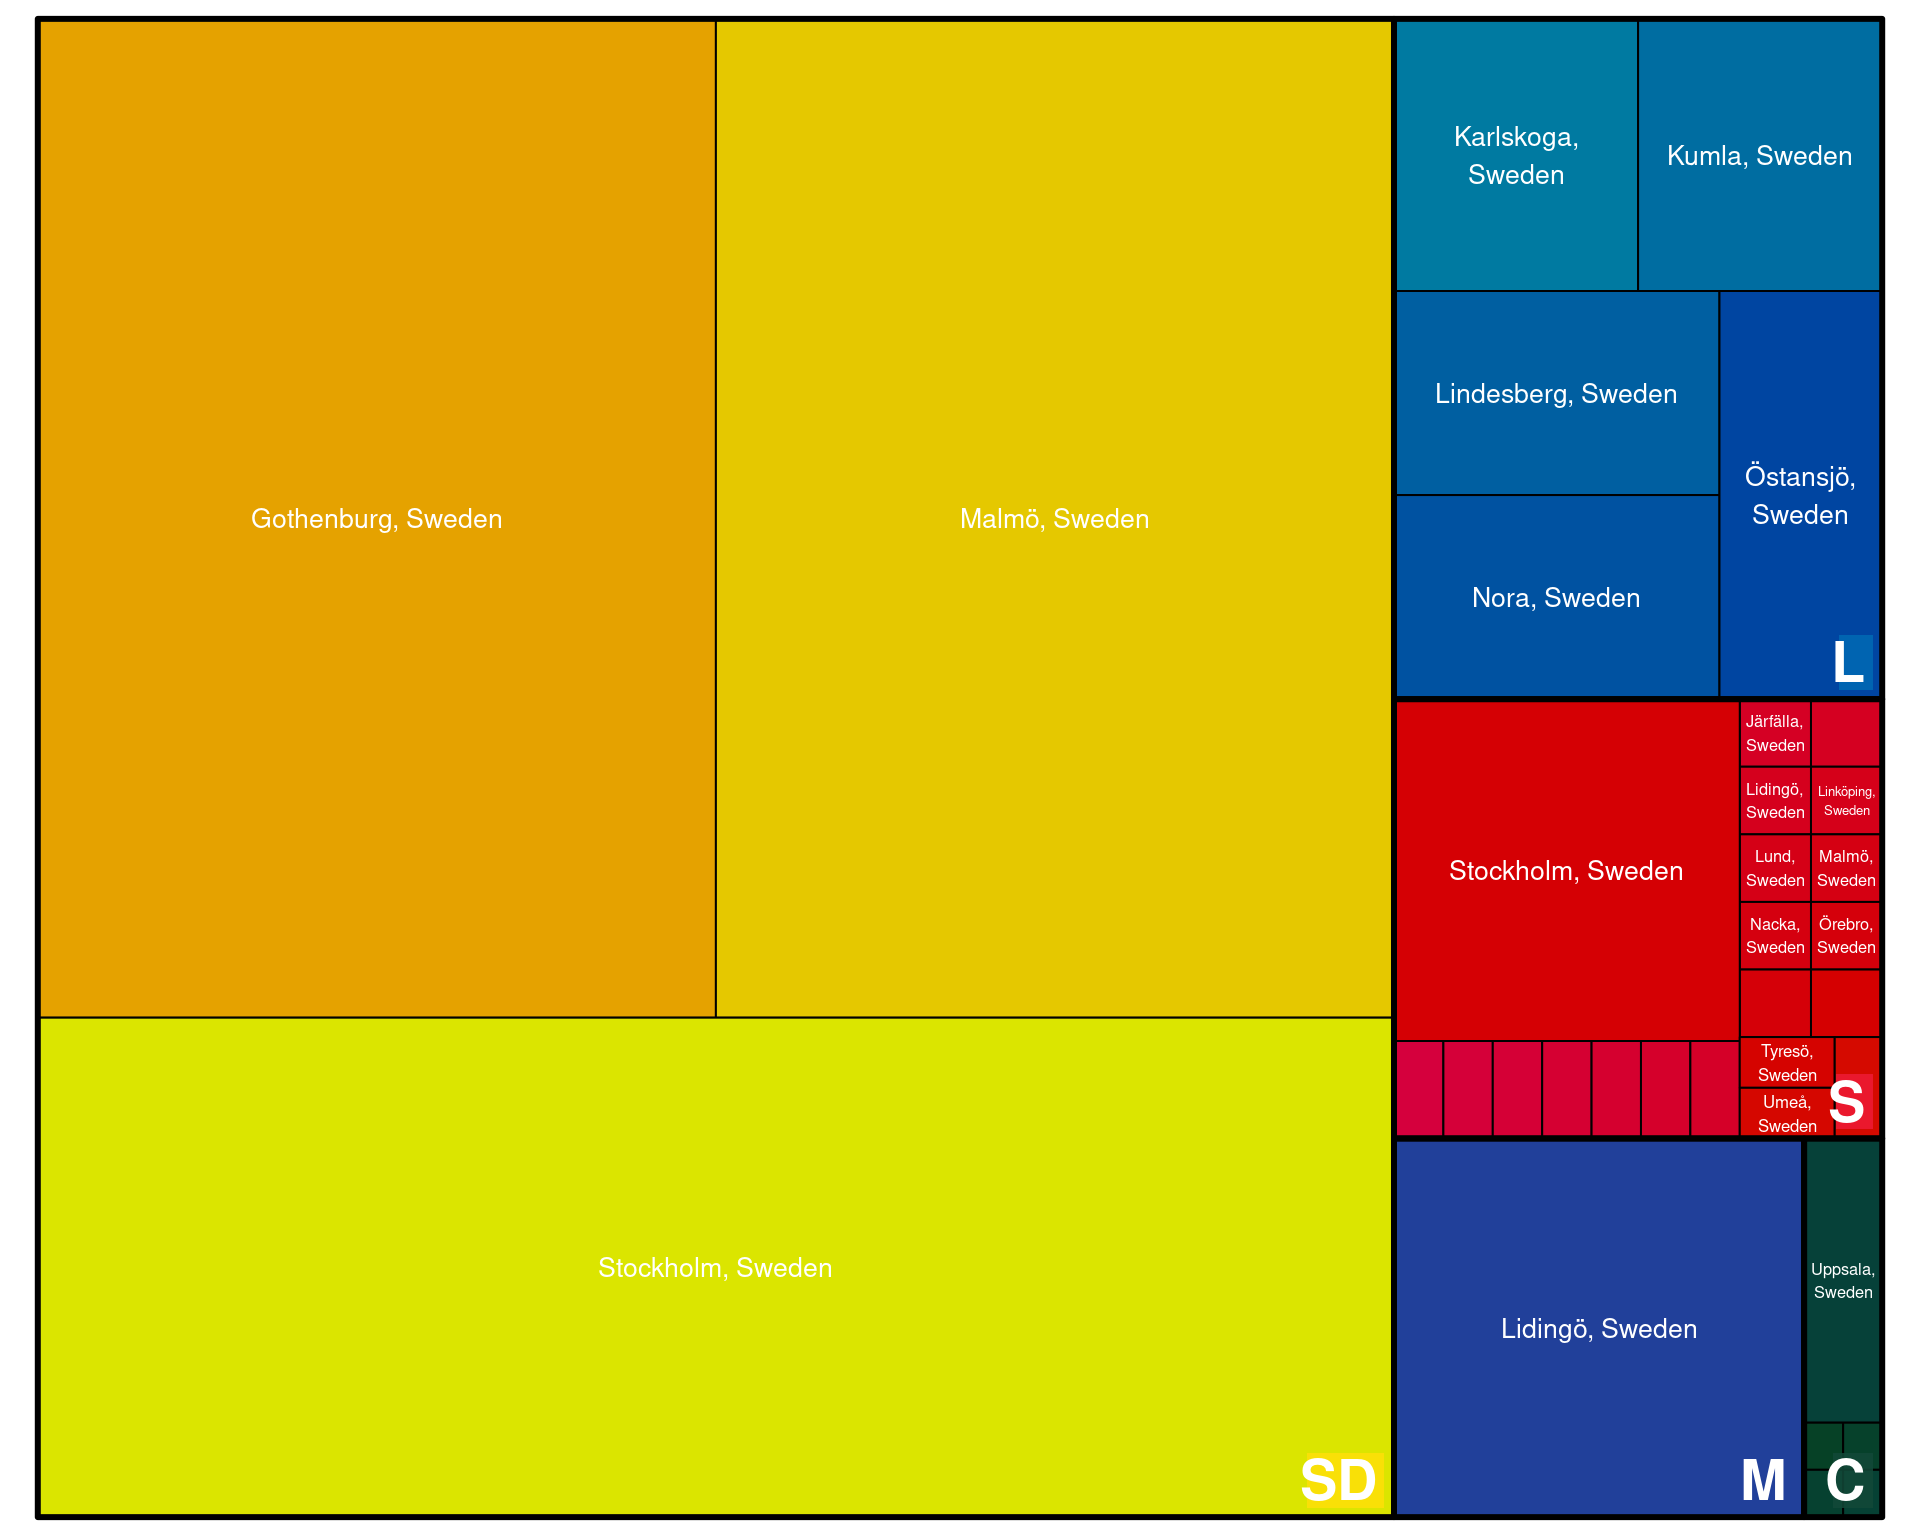 Gothenburg, Sweden
Malmö, Sweden
Stockholm, Sweden
SD
Karlskoga,
Sweden
Kumla, Sweden
Lindesberg, Sweden
Nora, Sweden
Östansjö,
Sweden
L
Stockholm, Sweden
Järfälla,
Sweden
Lidingö,
Sweden
Linköping,
Sweden
Lund,
Sweden
Malmö,
Sweden
Nacka,
Sweden
Örebro,
Sweden
Tyresö,
Sweden
Umeå,
Sweden
S
Lidingö, Sweden
M
Uppsala,
Sweden
C